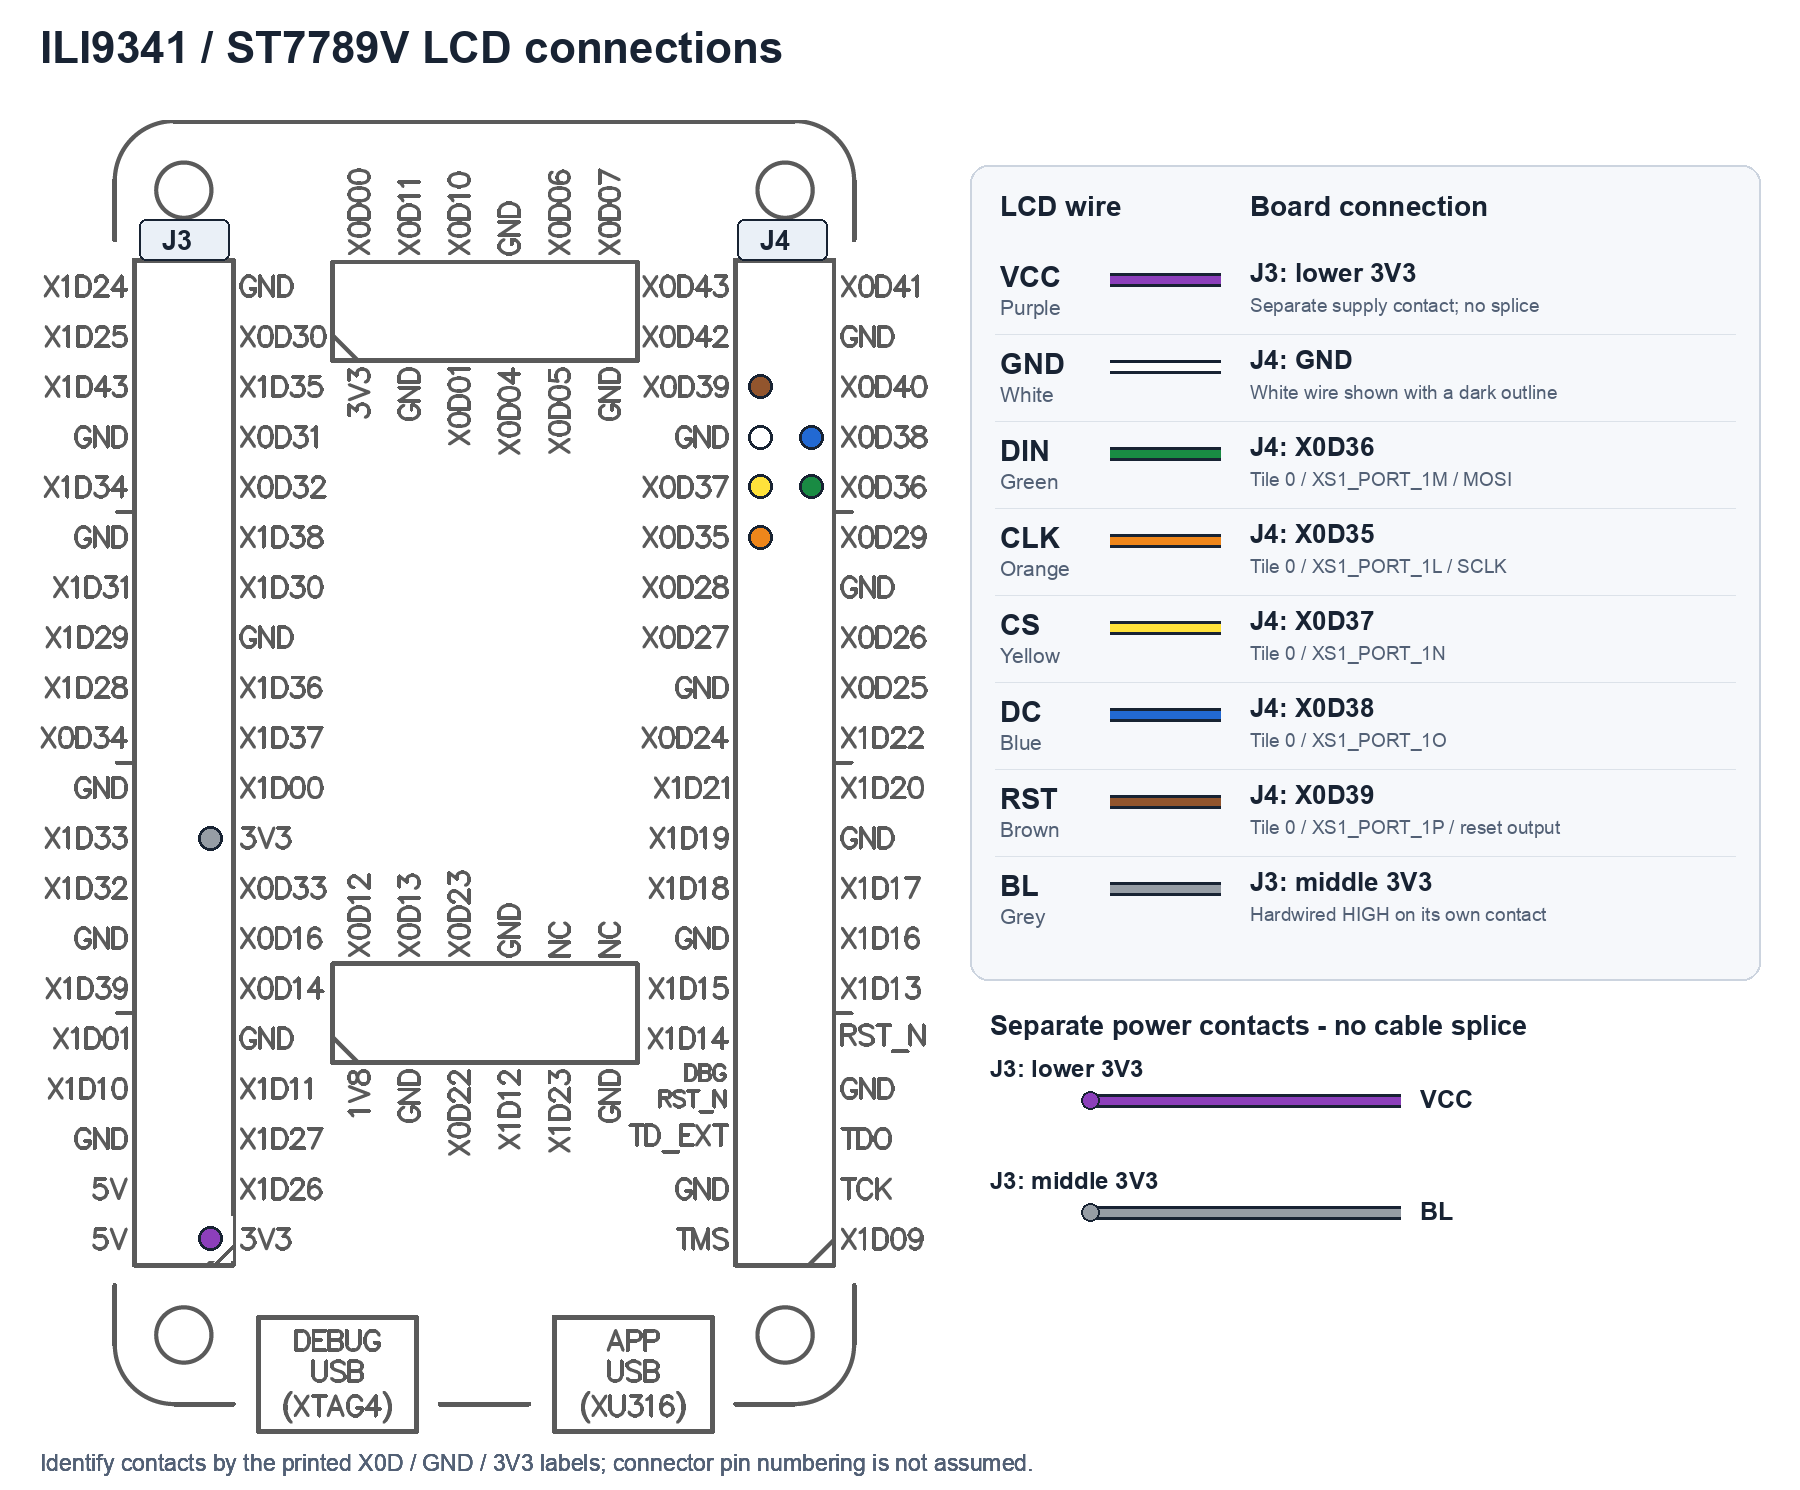 ILI9341 / ST7789V LCD connections
X0D00 X0D11 X0D10 GND X0D06 X0D07
J3 J4
X1D24 GND X0D43 X0D41
X1D25 X0D30 X0D42 GND
X1D43 X1D35 X0D39 X0D40
3V3 GND X0D01 X0D04 X0D05 GND
GND X0D31 GND X0D38
X1D34 X0D32 X0D37 X0D36
GND X1D38 X0D35 X0D29
X1D31 X1D30 X0D28 GND
X1D29 GND X0D27 X0D26
X1D28 X1D36 GND X0D25
X0D34 X1D37 X0D24 X1D22
GND X1D00 X1D21 X1D20
X1D33 3V3 X1D19 GND
X1D32 X0D33 X1D18 X1D17
X0D12 X0D13 X0D23 GND NC NC
GND X0D16 GND X1D16
X1D39 X0D14 X1D15 X1D13
X1D01 GND X1D14 RST_N
1V8 GND X0D22 X1D12 X1D23 GND
DBG
RST_N
X1D10 X1D11 GND
GND X1D27 TD_EXT TDO
5V X1D26 GND TCK
5V 3V3 TMS X1D09
DEBUG
USB
(XTAG4)
APP
USB
(XU316)
LCD wire Board connection
VCC J3: lower 3V3
Purple Separate supply contact; no splice
GND J4: GND
White White wire shown with a dark outline
DIN J4: X0D36
Green Tile 0 / XS1_PORT_1M / MOSI
CLK J4: X0D35
Orange Tile 0 / XS1_PORT_1L / SCLK
CS J4: X0D37
Yellow Tile 0 / XS1_PORT_1N
DC J4: X0D38
Blue Tile 0 / XS1_PORT_1O
RST J4: X0D39
Brown Tile 0 / XS1_PORT_1P / reset output
BL J3: middle 3V3
Grey Hardwired HIGH on its own contact
Separate power contacts - no cable splice
J3: lower 3V3
VCC
J3: middle 3V3
BL
Identify contacts by the printed X0D / GND / 3V3 labels; connector pin numbering is not assumed.